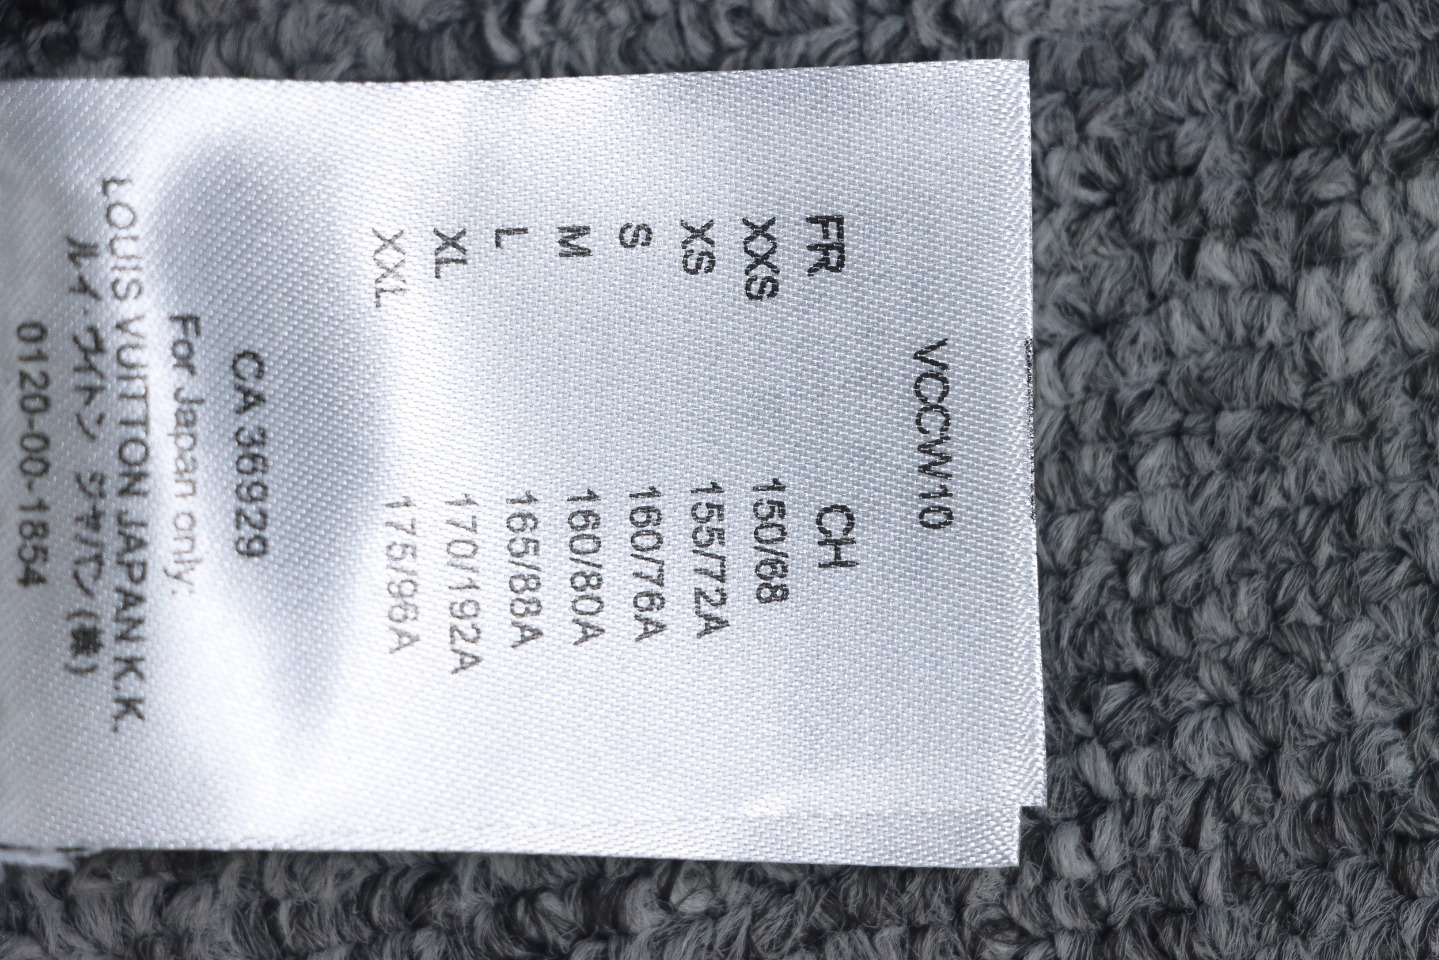 VCCW10
FR CH
XXS 150/68
XS 155/72A
S 160/76A
M 160/80A
L 165/88A
XL 170/192A
XXL 175/96A
CA 36929
For Japan only.
LOUIS VUITTON JAPAN K.K.
ルイ ヴィトン ジャパン(株)
0120-00-1854